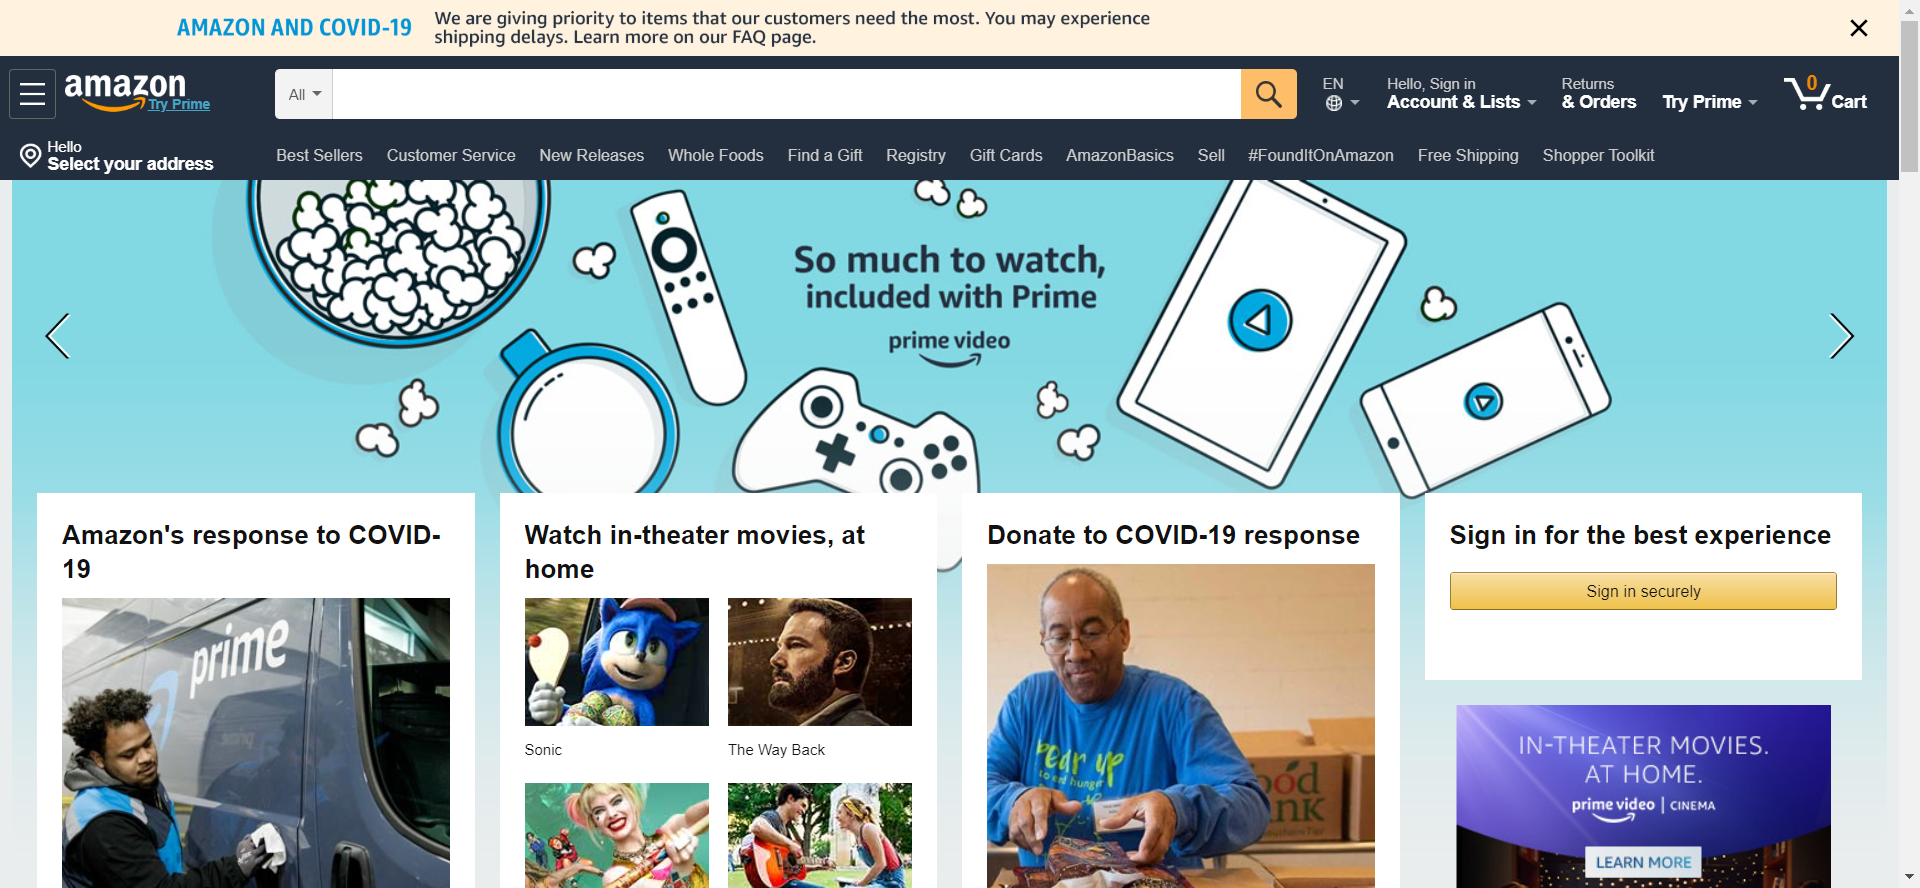 AMAZON AND COVID-19
We are giving priority to items that our customers need the most. You may experience
shipping delays. Learn more on our FAQ page.
amazon
Try Prime
All
EN
Hello, Sign in
Account & Lists
Returns
& Orders
Try Prime
0
Cart
Hello
Select your address
Best Sellers
Customer Service
New Releases
Whole Foods
Find a Gift
Registry
Gift Cards
AmazonBasics
Sell
#FoundItOnAmazon
Free Shipping
Shopper Toolkit
So much to watch,
included with Prime
prime video
Amazon's response to COVID-
19
prime
Watch in-theater movies, at
home
Sonic
The Way Back
Donate to COVID-19 response
to end hunger
Sign in for the best experience
Sign in securely
IN-THEATER MOVIES.
AT HOME.
prime video | CINEMA
LEARN MORE